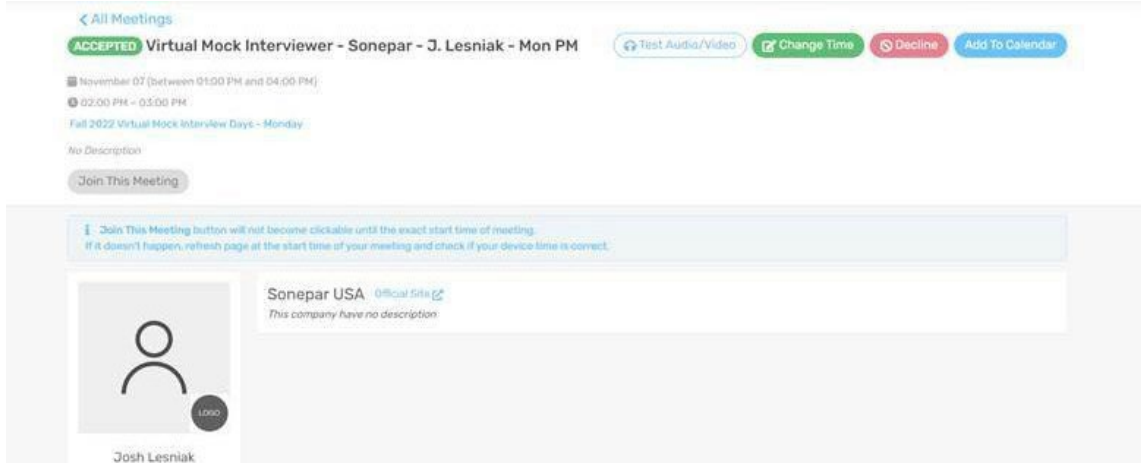 All Meetings
ACCEPTED Virtual Mock Interviewer - Sonepar - J. Lesniak - Mon PM
Test Audio/Video
Change Time
Decline
Add To Calendar
November 07 (between 01:00 PM and 04:00 PM)
02:00 PM - 03:00 PM
Fall 2022 Virtual Mock Interview Days - Monday
No Description
Join This Meeting
Join This Meeting button will not become clickable until the exact start time of meeting.
If it doesn't happen, refresh page at the start time of your meeting and check if your device time is correct.
Sonepar USA Official Site
This company have no description
LOGO
Josh Lesniak